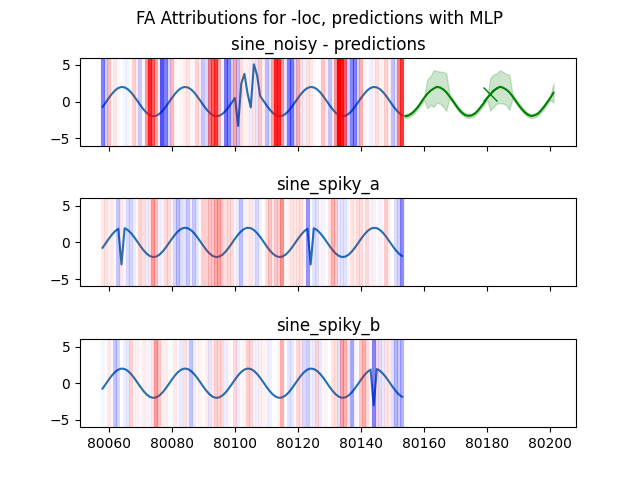 FA Attributions for -loc, predictions with MLP
sine_noisy - predictions
5
0
−5
sine_spiky_a
5
0
−5
sine_spiky_b
5
0
−5
80060 80080 80100 80120 80140 80160 80180 80200